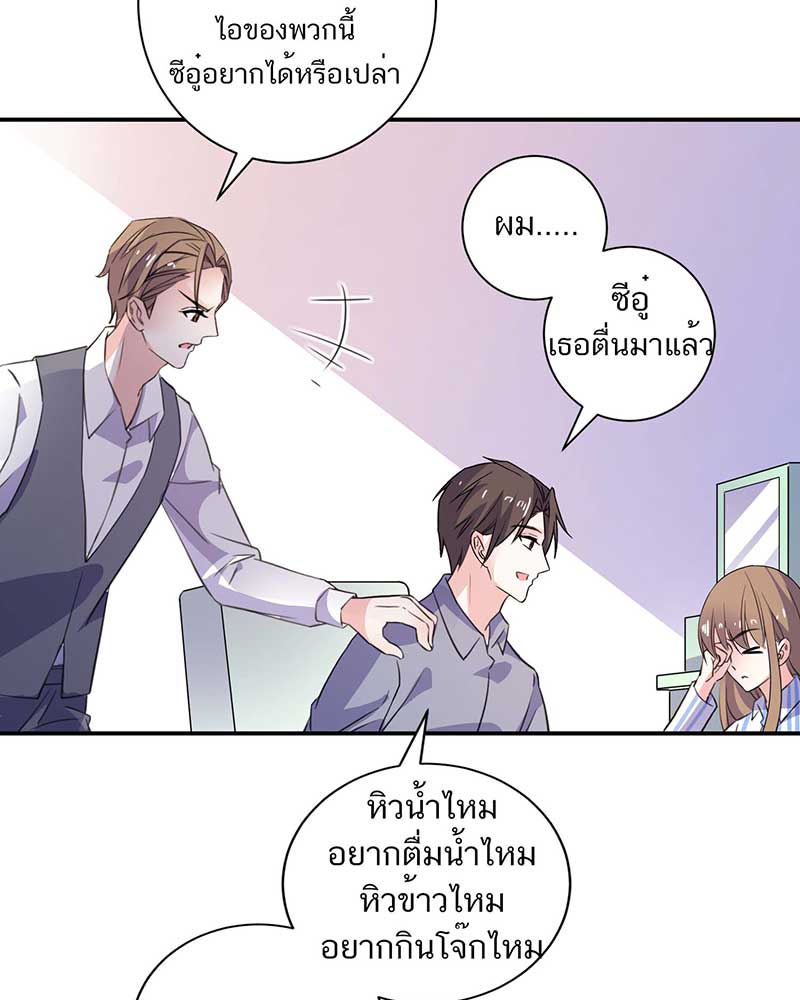 ไอของพวกนี้
ซีอู๋อยากได้หรือเปล่า
ผม.....
ซีอู๋
เธอตื่นมาแล้ว
หิวน้ำไหม
อยากตื่มน้ำไหม
หิวข้าวไหม
อยากกินโจ๊กไหม